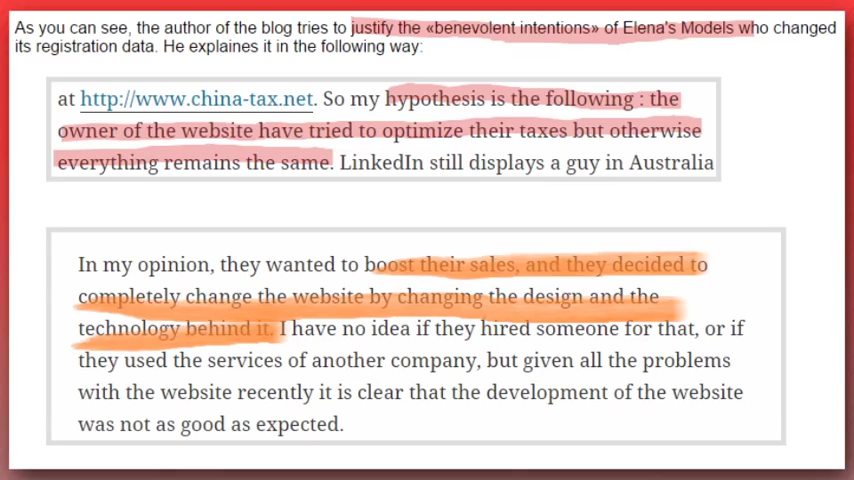 As you can see, the author of the blog tries to justify the «benevolent intentions» of Elena's Models who changed
its registration data. He explaines it in the following way:
at http://www.china-tax.net. So my hypothesis is the following : the
owner of the website have tried to optimize their taxes but otherwise
everything remains the same. LinkedIn still displays a guy in Australia
In my opinion, they wanted to boost their sales, and they decided to
completely change the website by changing the design and the
technology behind it. I have no idea if they hired someone for that, or if
they used the services of another company, but given all the problems
with the website recently it is clear that the development of the website
was not as good as expected.